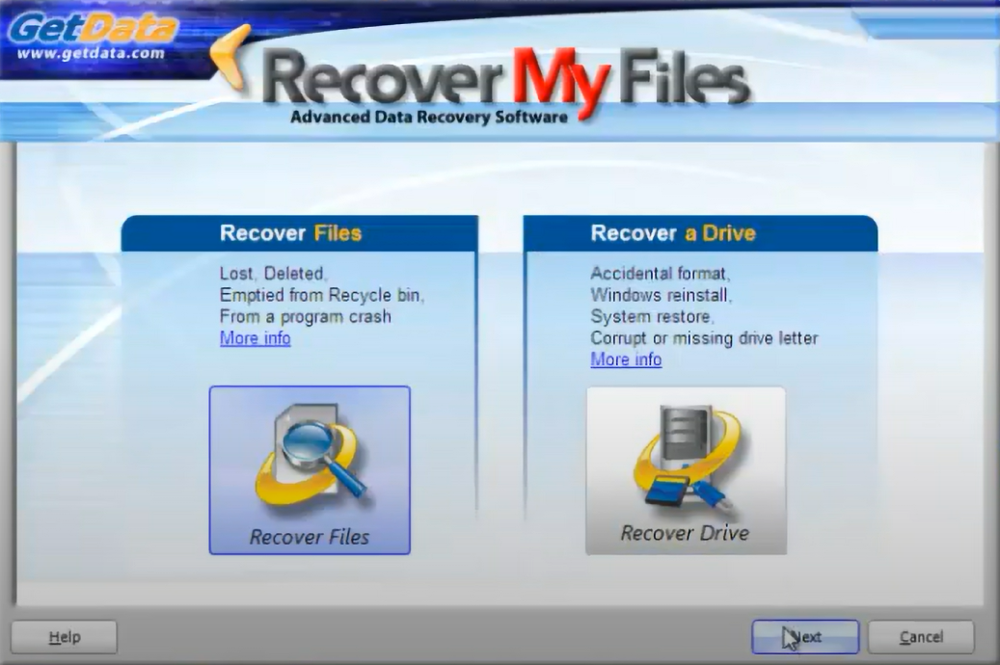 GetData
www.getdata.com
Recover My Files
Advanced Data Recovery Software
Recover Files
Lost, Deleted,
Emptied from Recycle bin,
From a program crash
More info
Recover Files
Recover a Drive
Accidental format,
Windows reinstall,
System restore,
Corrupt or missing drive letter
More info
Recover Drive
Help
Next
Cancel